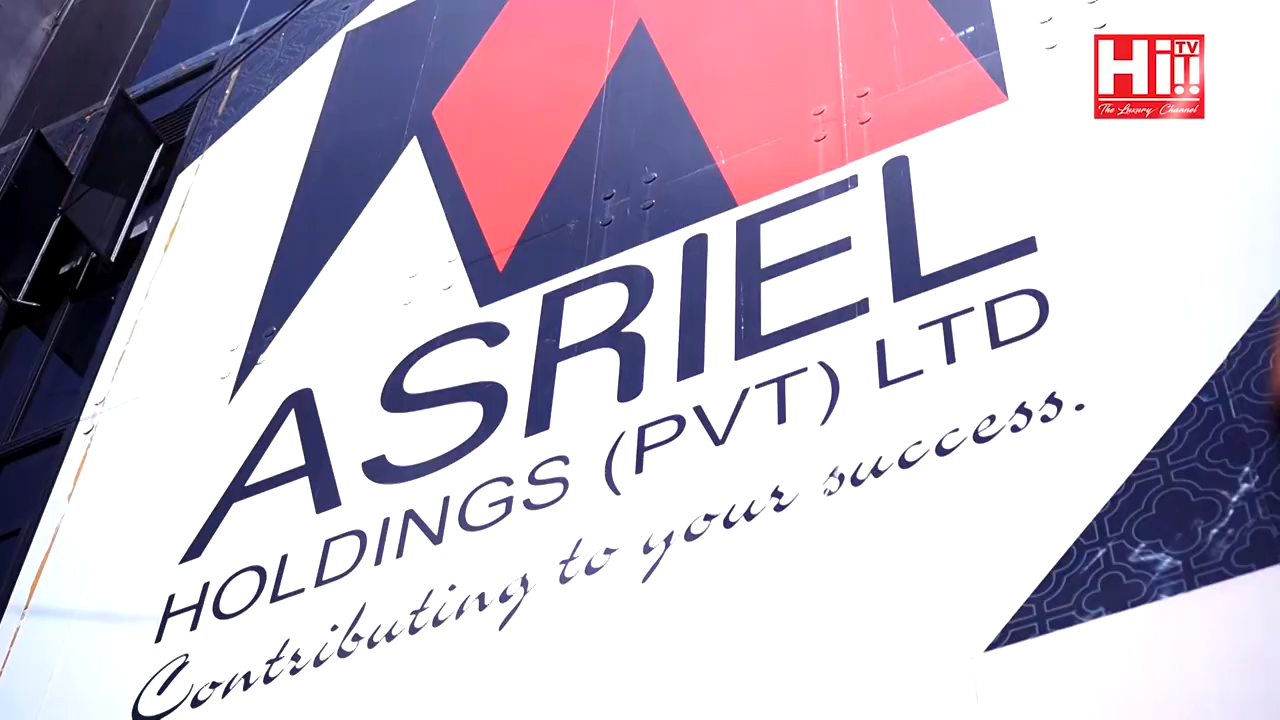 Hi!! TV
The Luxury Channel
ASRIEL
HOLDINGS (PVT) LTD
Contributing to your success.